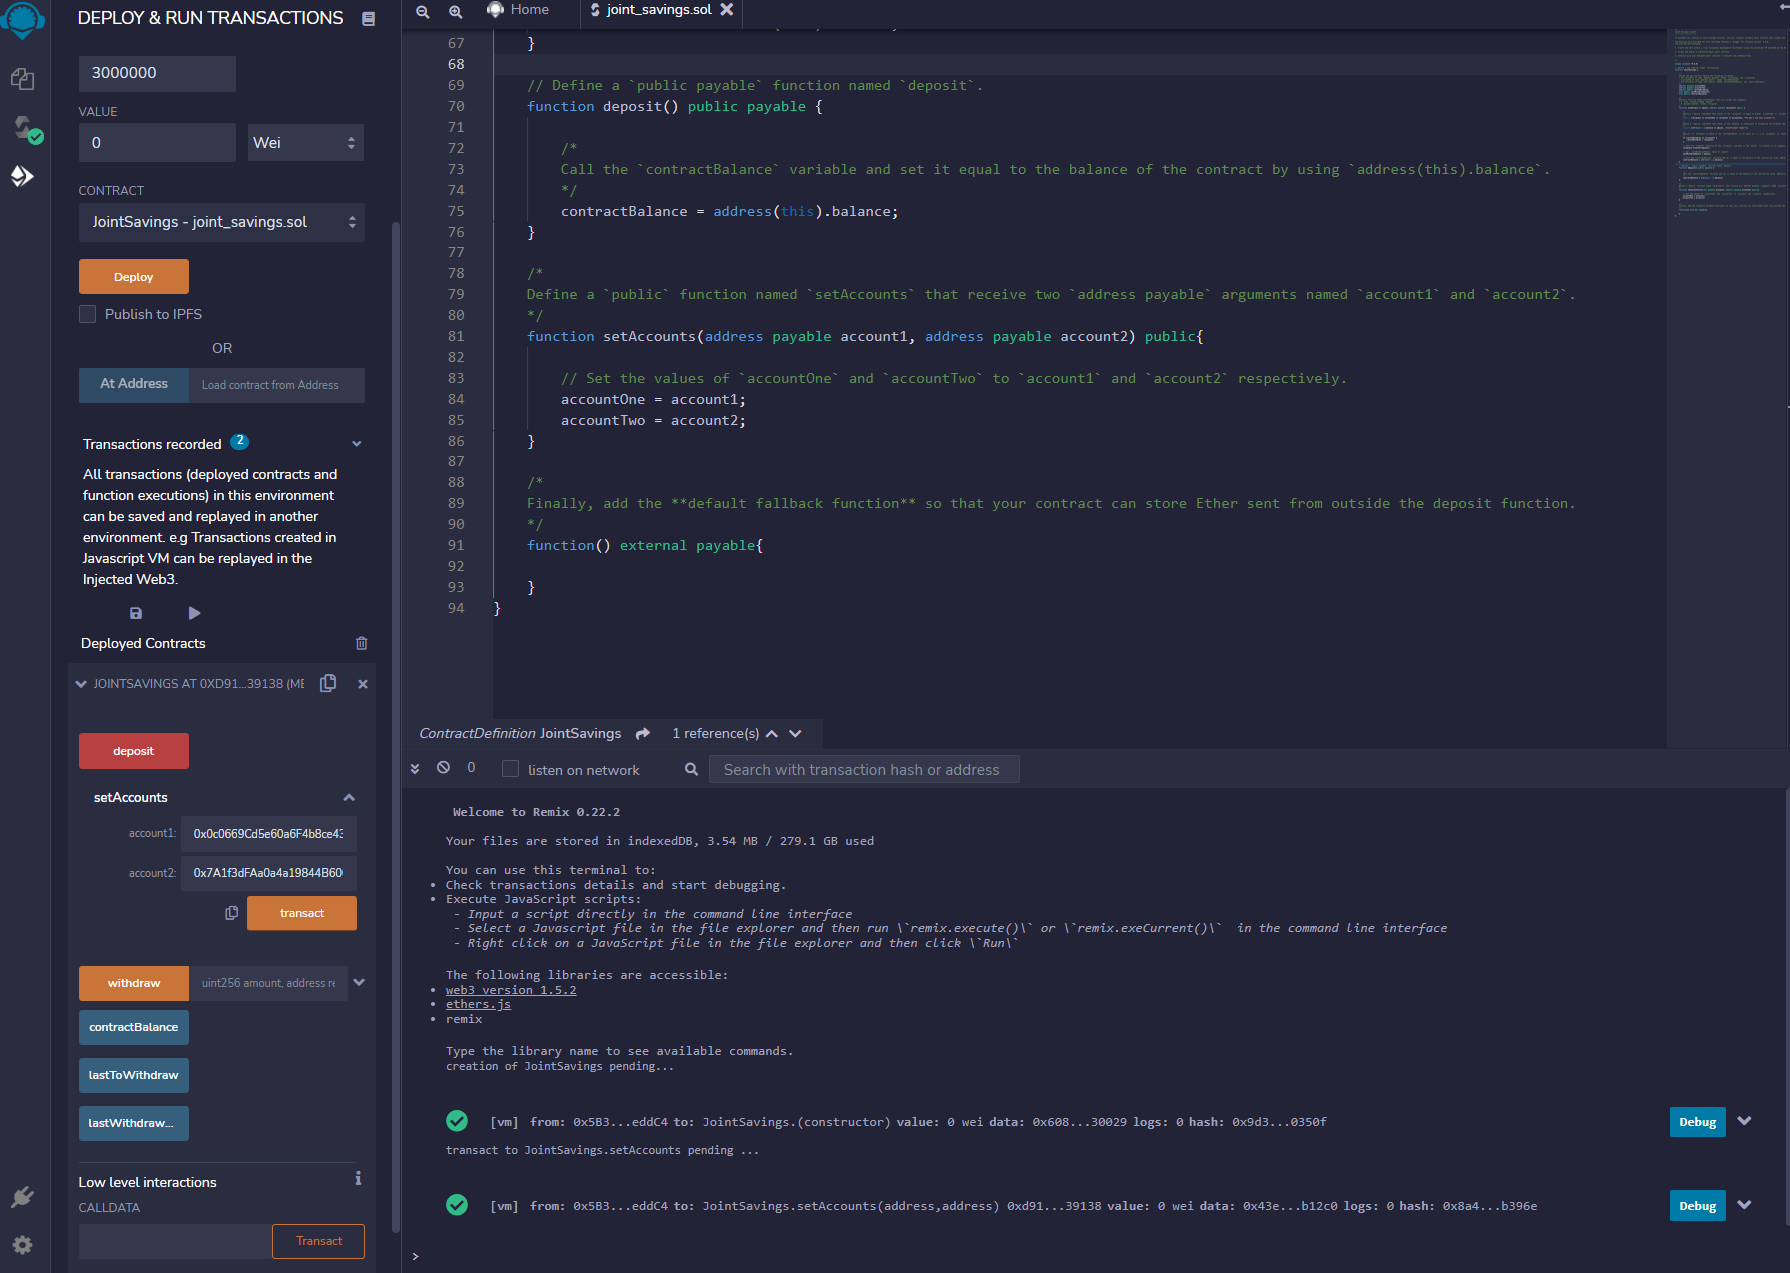 DEPLOY & RUN TRANSACTIONS
3000000
VALUE
0
Wei
CONTRACT
JointSavings - joint_savings.sol
Deploy
Publish to IPFS
OR
At Address
Load contract from Address
Transactions recorded 2
All transactions (deployed contracts and
function executions) in this environment
can be saved and replayed in another
environment. e.g Transactions created in
Javascript VM can be replayed in the
Injected Web3.
Deployed Contracts
JOINTSAVINGS AT 0XD91...39138 (ME
deposit
setAccounts
account1: 0x0c0669Cd5e60a6F4b8ce43
account2: 0x7A1f3dFAa0a4a19844B60
transact
withdraw
uint256 amount, address re
contractBalance
lastToWithdraw
lastWithdraw...
Low level interactions
CALLDATA
Transact
Home
joint_savings.sol
67 }
68
69 // Define a `public payable` function named `deposit`.
70 function deposit() public payable {
71
72 /*
73 Call the `contractBalance` variable and set it equal to the balance of the contract by using `address(this).balance`.
74 */
75 contractBalance = address(this).balance;
76 }
77
78 /*
79 Define a `public` function named `setAccounts` that receive two `address payable` arguments named `account1` and `account2`.
80 */
81 function setAccounts(address payable account1, address payable account2) public{
82
83 // Set the values of `accountOne` and `accountTwo` to `account1` and `account2` respectively.
84 accountOne = account1;
85 accountTwo = account2;
86 }
87
88 /*
89 Finally, add the **default fallback function** so that your contract can store Ether sent from outside the deposit function.
90 */
91 function() external payable{
92
93 }
94 }
ContractDefinition JointSavings 1 reference(s)
0
listen on network
Search with transaction hash or address
Welcome to Remix 0.22.2
Your files are stored in indexedDB, 3.54 MB / 279.1 GB used
You can use this terminal to:
• Check transactions details and start debugging.
• Execute JavaScript scripts:
- Input a script directly in the command line interface
- Select a Javascript file in the file explorer and then run \`remix.execute()\` or \`remix.exeCurrent()\` in the command line interface
- Right click on a JavaScript file in the file explorer and then click \`Run\`
The following libraries are accessible:
• web3 version 1.5.2
• ethers.js
• remix
Type the library name to see available commands.
creation of JointSavings pending...
[vm] from: 0x5B3...eddC4 to: JointSavings.(constructor) value: 0 wei data: 0x608...30029 logs: 0 hash: 0x9d3...0350f
Debug
transact to JointSavings.setAccounts pending ...
[vm] from: 0x5B3...eddC4 to: JointSavings.setAccounts(address,address) 0xd91...39138 value: 0 wei data: 0x43e...b12c0 logs: 0 hash: 0x8a4...b396e
Debug
>